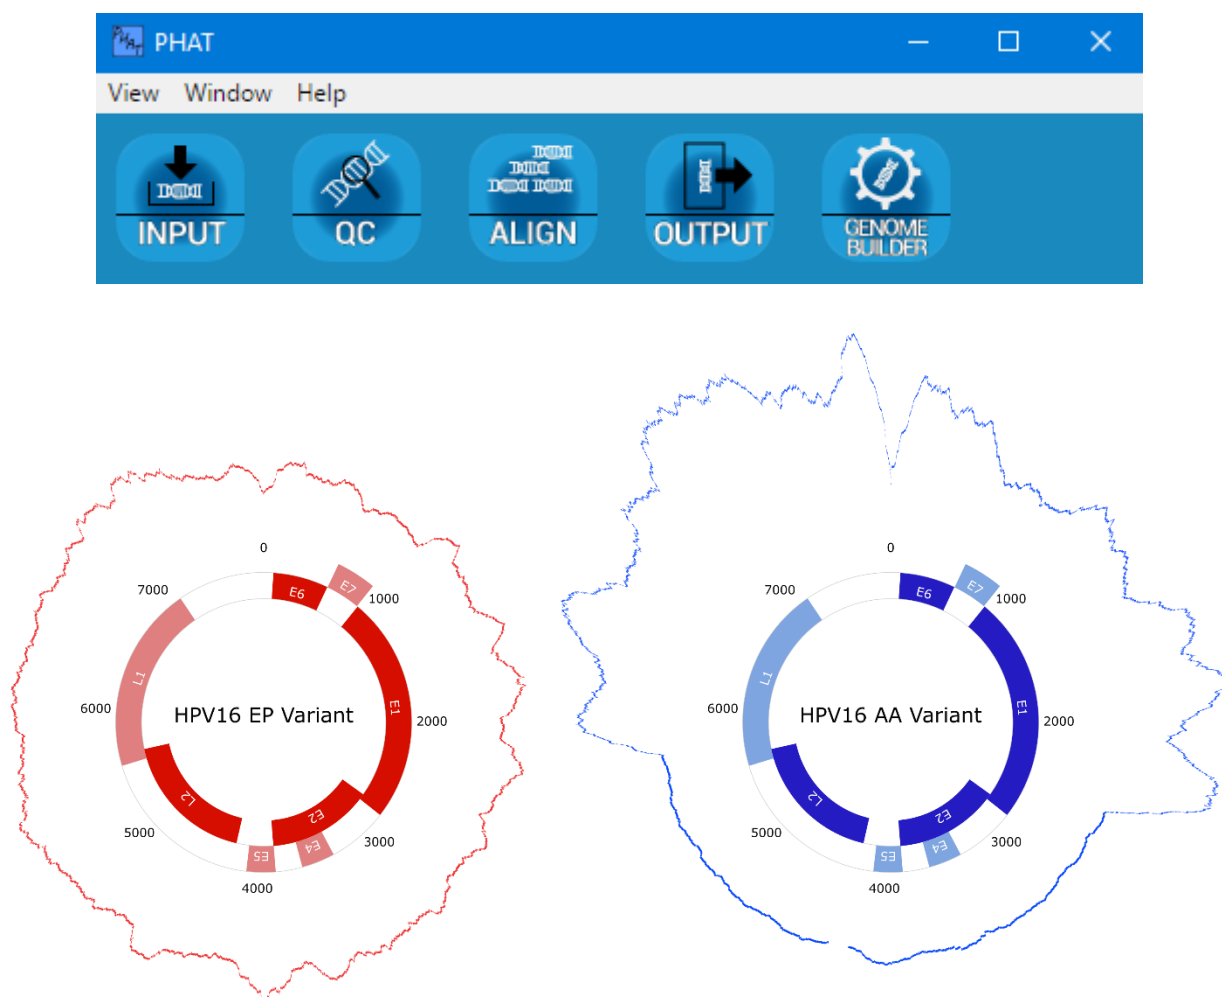 PHAT PHAT
View Window Help
INPUT QC ALIGN OUTPUT GENOME BUILDER
0
7000 E6 E7 1000
L1
6000 HPV16 EP Variant E1 2000
L2 E2
5000 E4 3000
E5
4000
0
7000 E6 E7 1000
L1
6000 HPV16 AA Variant E1 2000
L2 E2
5000 E4 3000
E5
4000